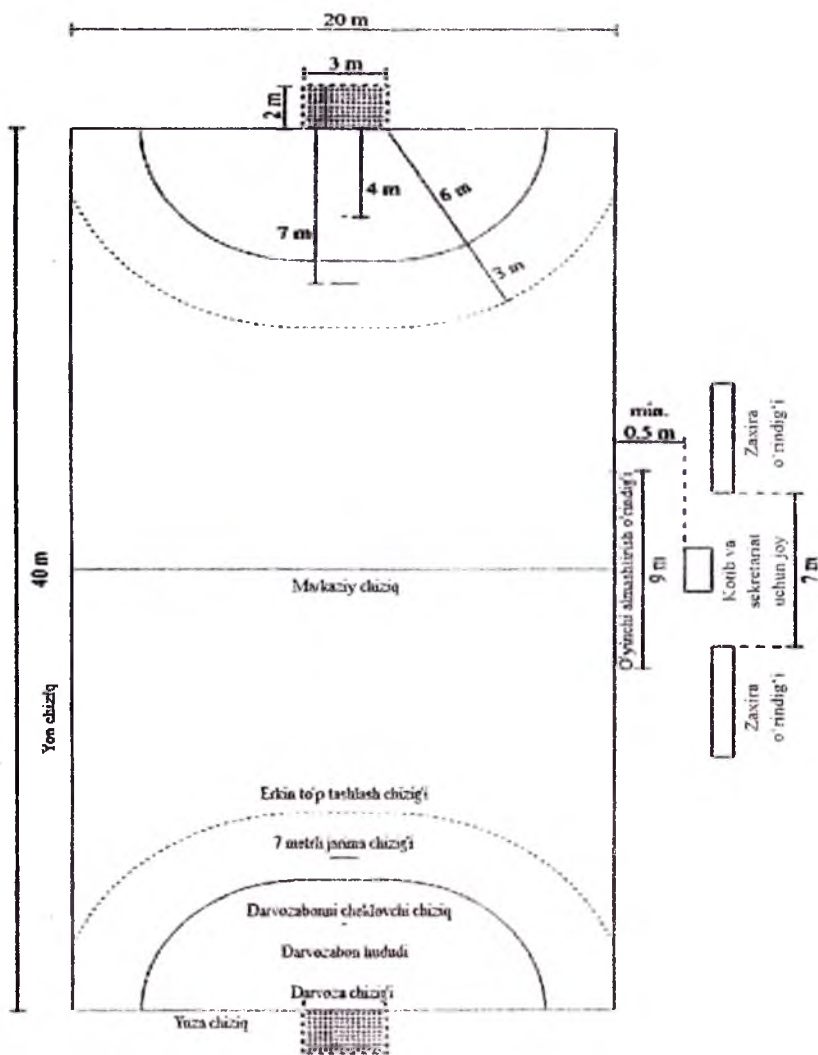 20 m
3 m
2 m
4 m
6 m
7 m
3 m
min.
0.5 m
Zaxira
o'rindig'i
O'yinchi almashtirish o'rindig'i
9 m
Kotib va
sekretariat
uchun joy
7 m
40 m
Markaziy chiziq
Zaxira
o'rindig'i
Yon chiziq
Erkin to'p tashlash chizig'i
7 metrli jarima chizig'i
Darvozabonni cheklovchi chiziq
Darvozabon hududi
Darvoza chizig'i
Yuza chiziq